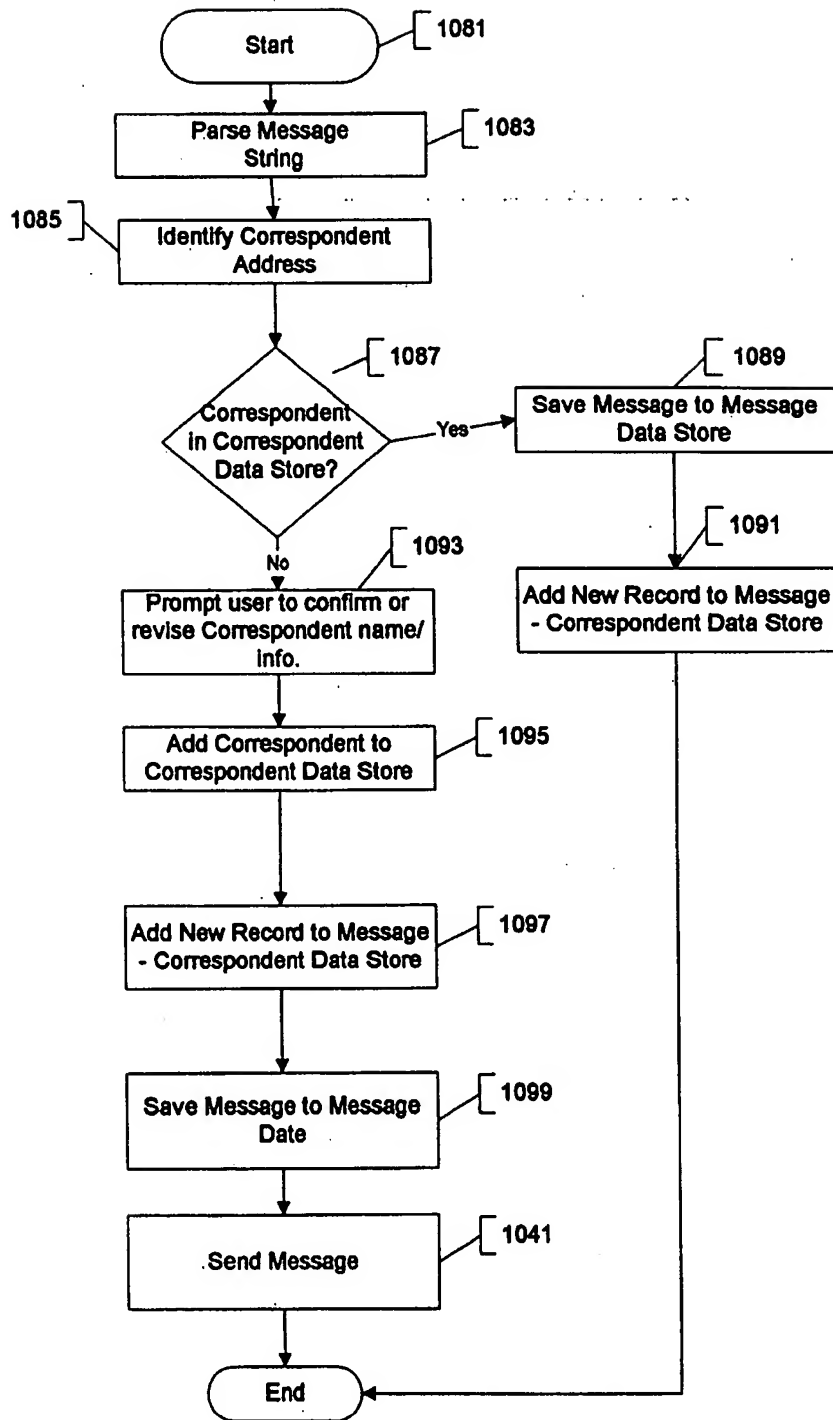 Start
1081
Parse Message
String
1083
1085
Identify Correspondent
Address
1087
Correspondent
in Correspondent
Data Store?
Yes
1089
Save Message to Message
Data Store
1091
Add New Record to Message
- Correspondent Data Store
No
1093
Prompt user to confirm or
revise Correspondent name/
info.
Add Correspondent to
Correspondent Data Store
1095
Add New Record to Message
- Correspondent Data Store
1097
Save Message to Message
Date
1099
Send Message
1041
End